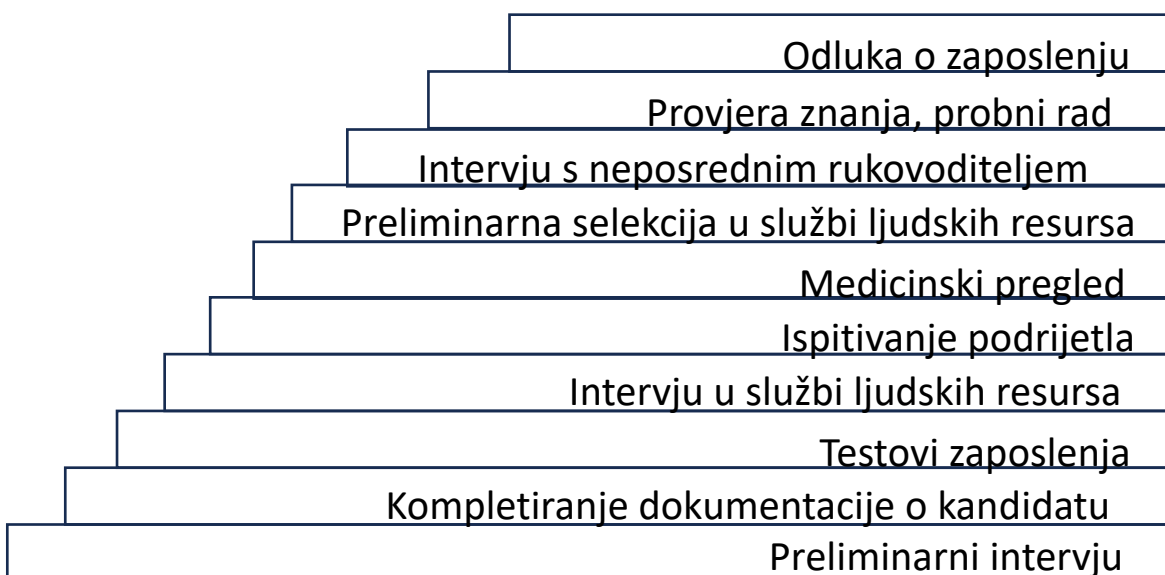 Odluka o zaposlenju
Provjera znanja, probni rad
Intervju s neposrednim rukovoditeljem
Preliminarna selekcija u službi ljudskih resursa
Medicinski pregled
Ispitivanje podrijetla
Intervju u službi ljudskih resursa
Testovi zaposlenja
Kompletiranje dokumentacije o kandidatu
Preliminarni intervju